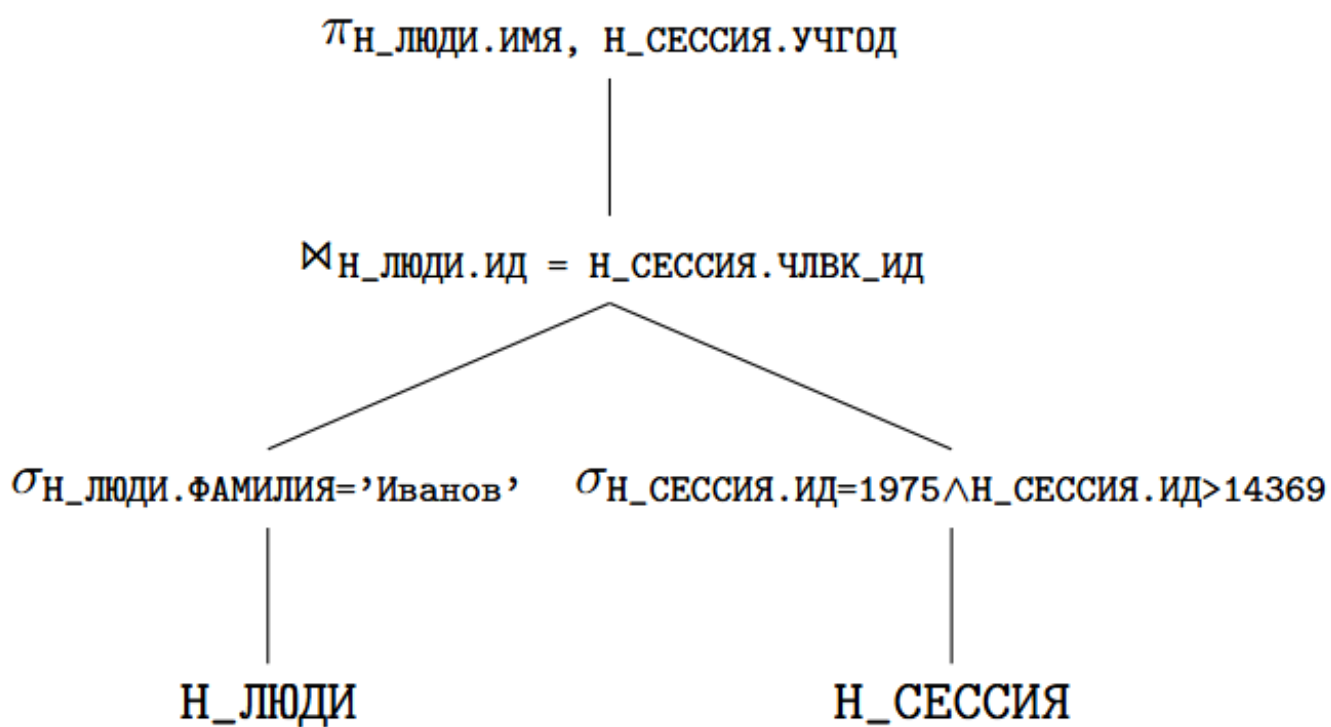 πН_ЛЮДИ.ИМЯ, Н_СЕССИЯ.УЧГОД
⋈Н_ЛЮДИ.ИД = Н_СЕССИЯ.ЧЛВК_ИД
σН_ЛЮДИ.ФАМИЛИЯ='Иванов’ σН_СЕССИЯ.ИД=1975∧Н_СЕССИЯ.ИД>14369
Н_ЛЮДИ Н_СЕССИЯ